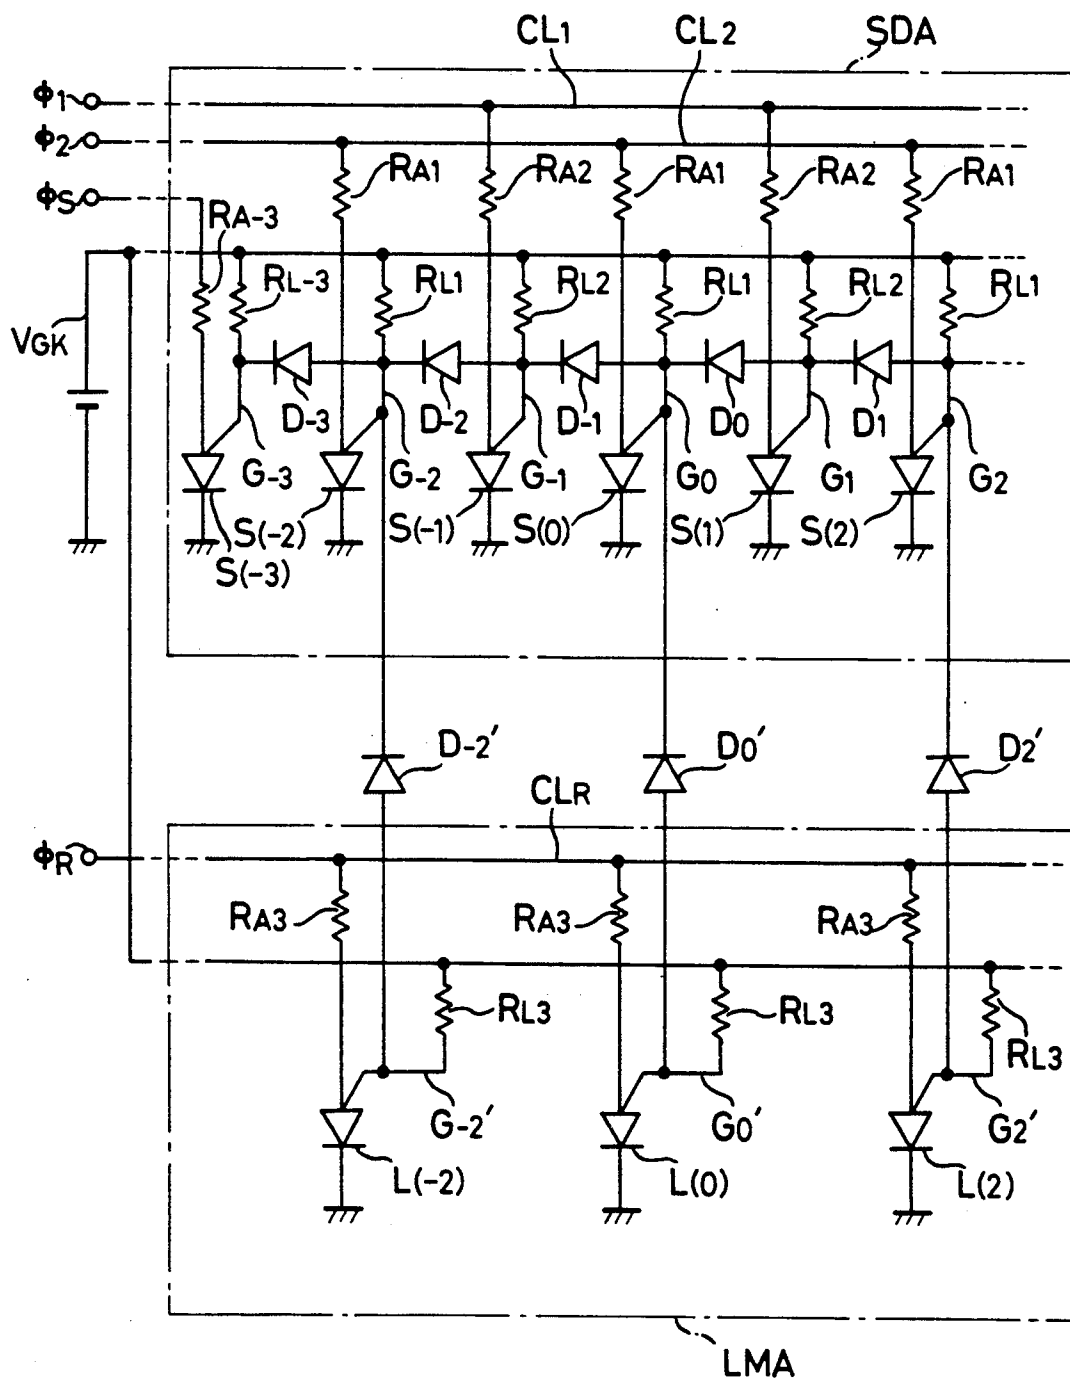 CL1 CL2 SDA
Φ1
Φ2
RA1 RA2 RA1 RA2 RA1
ΦS
RA-3
RL-3 RL1 RL2 RL1 RL2 RL1
VGK
D-3 D-2 D-1 D0 D1
G-3 G-2 G-1 G0 G1 G2
S(-2) S(-1) S(0) S(1) S(2)
S(-3)
D-2' D0' D2'
CLR
ΦR
RA3 RA3 RA3
RL3 RL3 RL3
G-2' G0' G2'
L(-2) L(0) L(2)
LMA